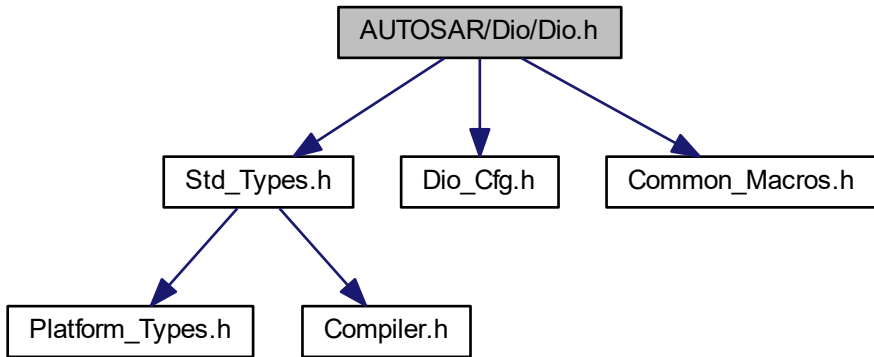 AUTOSAR/Dio/Dio.h
Std_Types.h
Dio_Cfg.h
Common_Macros.h
Platform_Types.h
Compiler.h